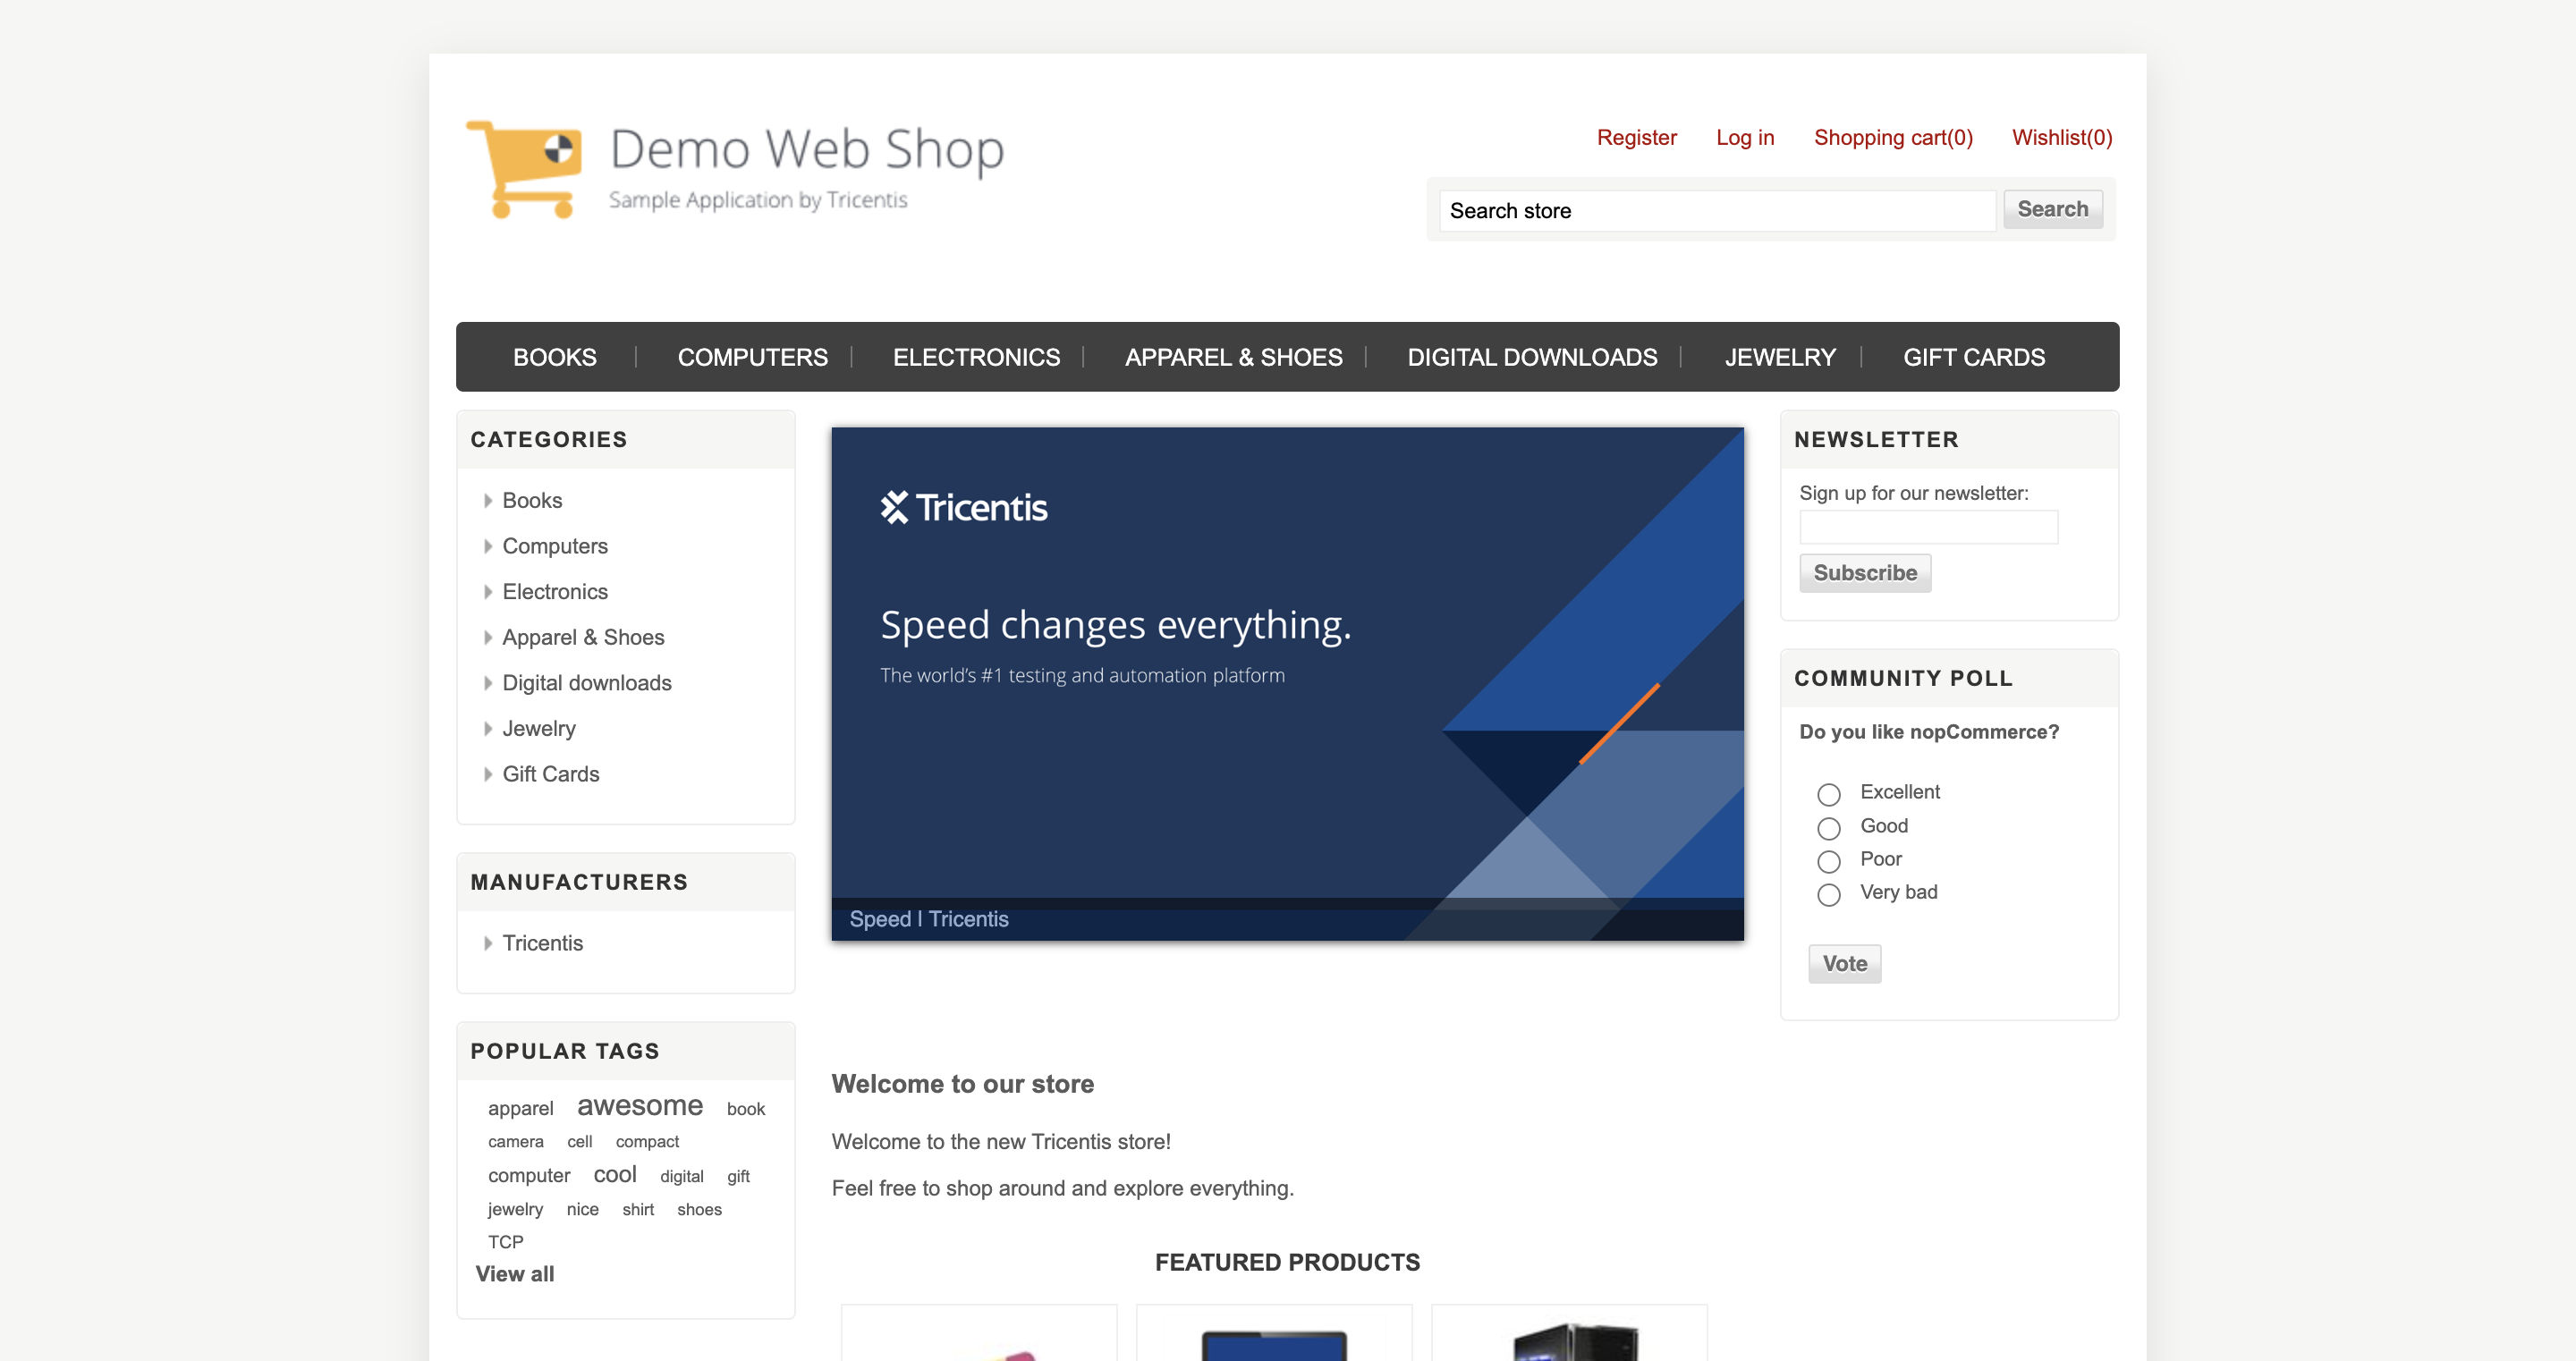 Demo Web Shop
Sample Application by Tricentis
Register Log in Shopping cart(0) Wishlist(0)
Search store Search
BOOKS COMPUTERS ELECTRONICS APPAREL & SHOES DIGITAL DOWNLOADS JEWELRY GIFT CARDS
CATEGORIES
Books
Computers
Electronics
Apparel & Shoes
Digital downloads
Jewelry
Gift Cards
MANUFACTURERS
Tricentis
POPULAR TAGS
apparel awesome book
camera cell compact
computer cool digital gift
jewelry nice shirt shoes
TCP
View all
Tricentis
Speed changes everything.
The world's #1 testing and automation platform
Speed I Tricentis
Welcome to our store
Welcome to the new Tricentis store!
Feel free to shop around and explore everything.
FEATURED PRODUCTS
NEWSLETTER
Sign up for our newsletter:
Subscribe
COMMUNITY POLL
Do you like nopCommerce?
Excellent
Good
Poor
Very bad
Vote